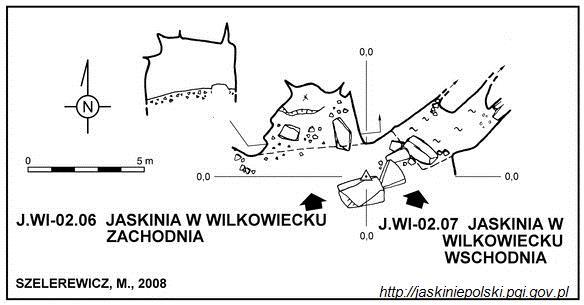 0,0
N
0
5 m
0,0
0,0
J.WI-02.06 JASKINIA W WILKOWIECKU
ZACHODNIA
0,0
J.WI-02.07 JASKINIA W
WILKOWIECKU
WSCHODNIA
SZELEREWICZ, M., 2008
http://jaskiniepolski.pgi.gov.pl